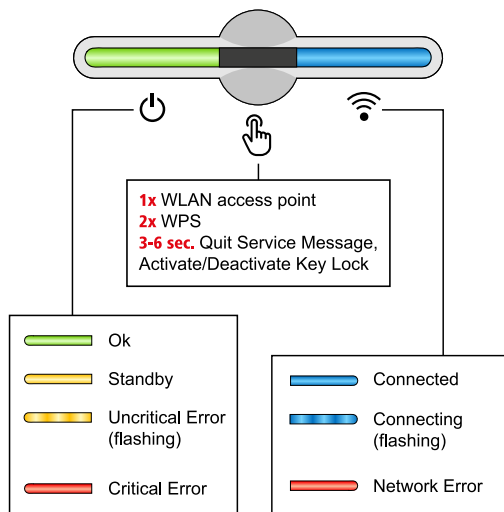 1x WLAN access point
2x WPS
3-6 sec. Quit Service Message,
Activate/Deactivate Key Lock
Ok
Standby
Uncritical Error
(flashing)
Critical Error
Connected
Connecting
(flashing)
Network Error